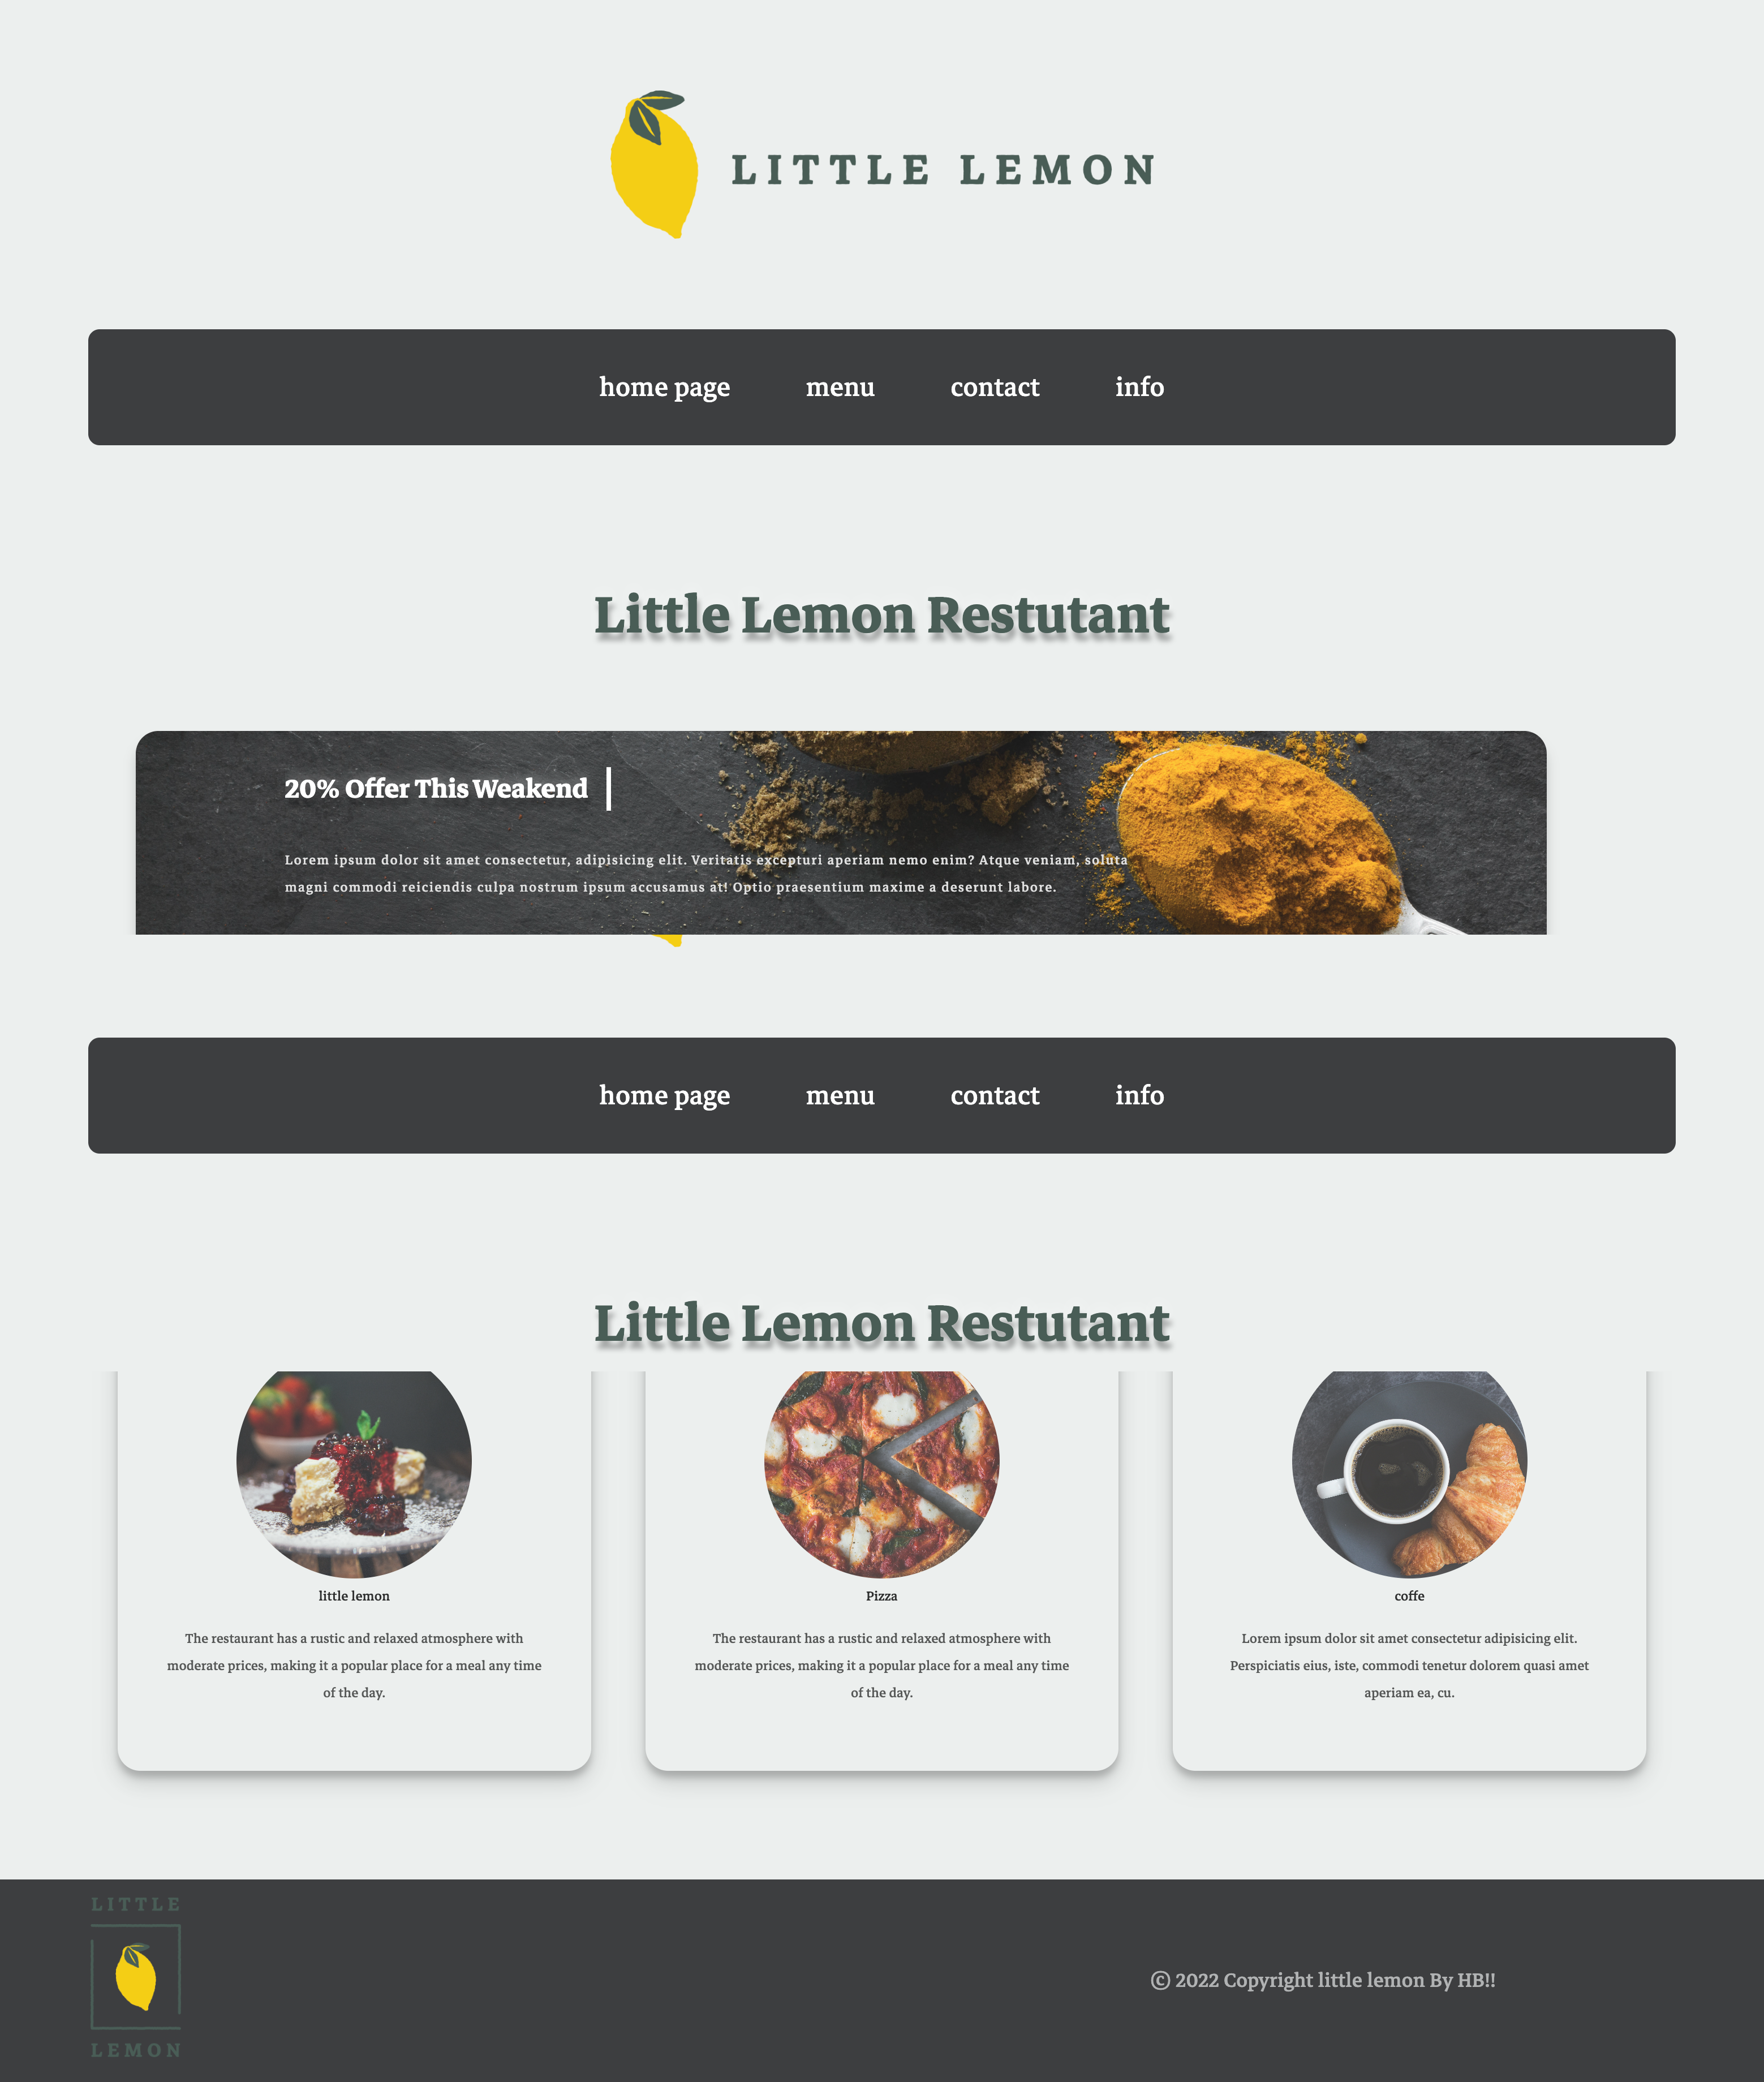 LITTLE LEMON
home page menu contact info
Little Lemon Restutant
20% Offer This Weakend
Lorem ipsum dolor sit amet consectetur, adipisicing elit. Veritatis excepturi aperiam nemo enim? Atque veniam, soluta
magni commodi reiciendis culpa nostrum ipsum accusamus at! Optio praesentium maxime a deserunt labore.
home page menu contact info
Little Lemon Restutant
little lemon
The restaurant has a rustic and relaxed atmosphere with
moderate prices, making it a popular place for a meal any time
of the day.
Pizza
The restaurant has a rustic and relaxed atmosphere with
moderate prices, making it a popular place for a meal any time
of the day.
coffe
Lorem ipsum dolor sit amet consectetur adipisicing elit.
Perspiciatis eius, iste, commodi tenetur dolorem quasi amet
aperiam ea, cu.
LITTLE
LEMON
© 2022 Copyright little lemon By HB!!